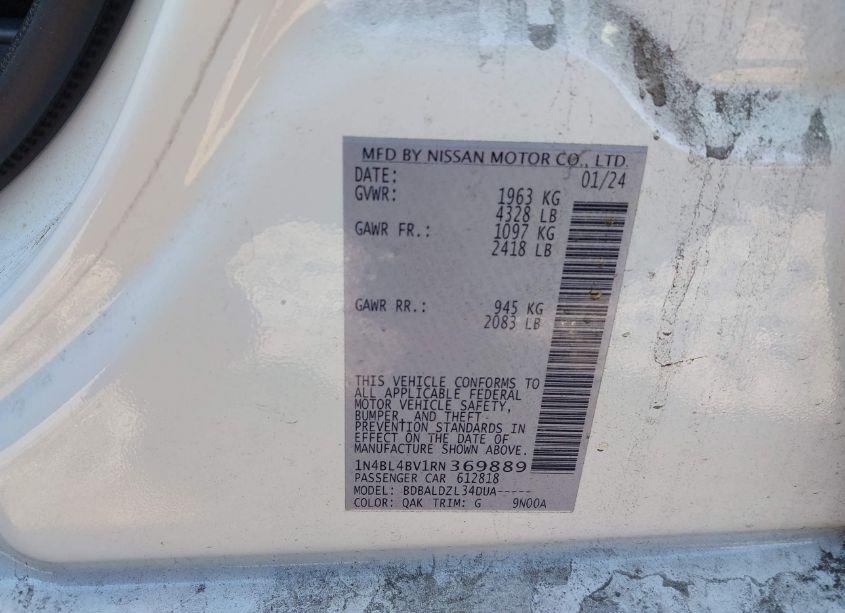 MFD BY NISSAN MOTOR CO., LTD.
DATE: 01/24
GVWR: 1963 KG
4328 LB
GAWR FR.: 1097 KG
2418 LB
GAWR RR.: 945 KG
2083 LB
THIS VEHICLE CONFORMS TO
ALL APPLICABLE FEDERAL
MOTOR VEHICLE SAFETY,
BUMPER, AND THEFT
PREVENTION STANDARDS IN
EFFECT ON THE DATE OF
MANUFACTURE SHOWN ABOVE.
1N4BL4BV1RN369889
PASSENGER CAR 612818
MODEL: BDBALDZL34DUA-----
COLOR: QAK TRIM: G 9N00A